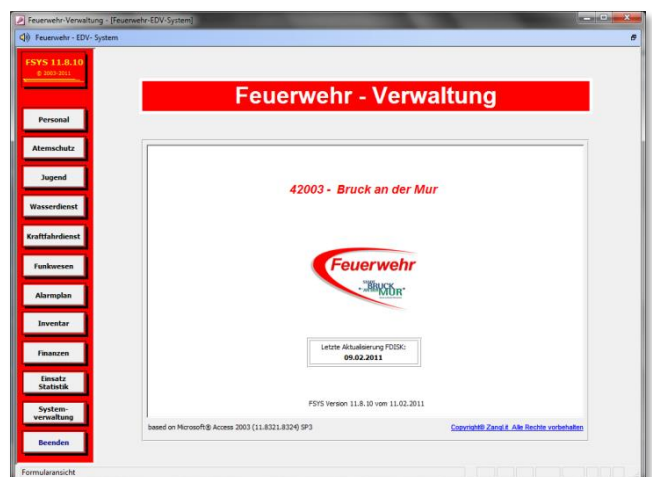 Feuerwehr-Verwaltung - [Feuerwehr-EDV-System]
Feuerwehr - EDV- System
FSYS 11.8.10
© 2003-2011
Feuerwehr - Verwaltung
Personal
Atemschutz
Jugend
Wasserdienst
Kraftfahrdienst
Funkwesen
Alarmplan
Inventar
Finanzen
Einsatz
Statistik
System-
verwaltung
Beenden
42003 - Bruck an der Mur
Feuerwehr
BRUCK
MUR
Letzte Aktualisierung FDISK:
09.02.2011
FSYS Version 11.8.10 vom 11.02.2011
based on Microsoft® Access 2003 (11.8321.8324) SP3
Copyright© Zangl.it Alle Rechte vorbehalten
Formularansicht